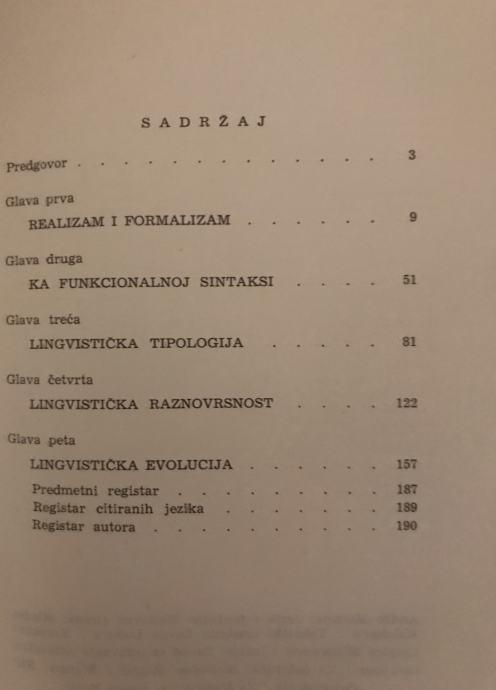 SADRŽAJ
Predgovor . . . . . . . . . . . . . 3
Glava prva
REALIZAM I FORMALIZAM . . . . . . 9
Glava druga
KA FUNKCIONALNOJ SINTAKSI . . . . 51
Glava treća
LINGVISTIČKA TIPOLOGIJA . . . . . 81
Glava četvrta
LINGVISTIČKA RAZNOVRSNOST . . . . 122
Glava peta
LINGVISTIČKA EVOLUCIJA . . . . . . 157
Predmetni registar . . . . . . . . . 187
Registar citiranih jezika . . . . . . . 189
Registar autora . . . . . . . . . . 190